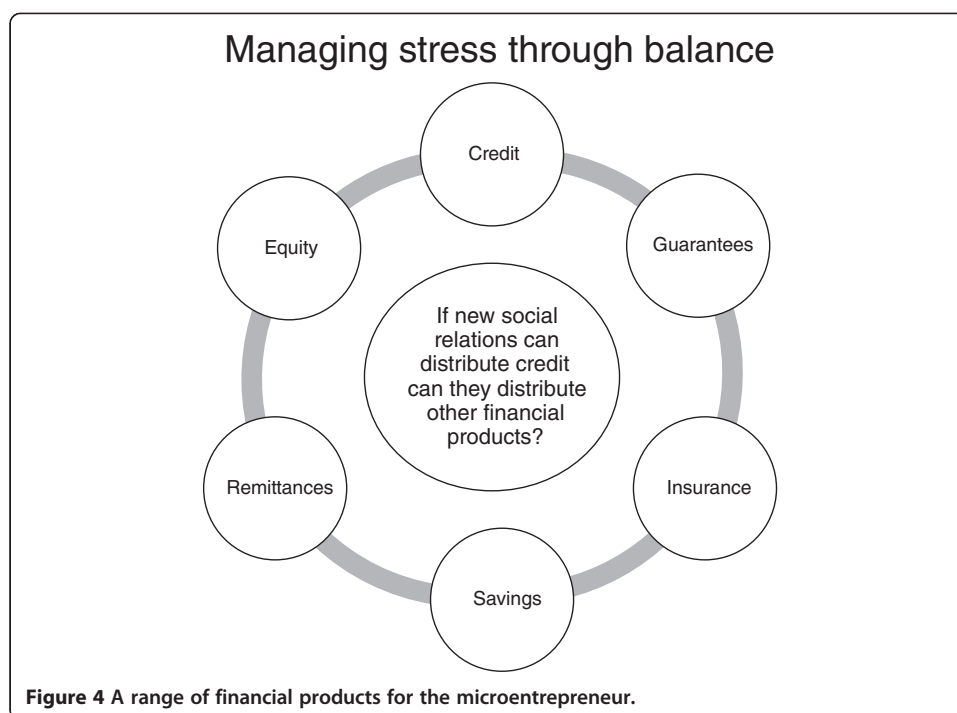 Managing stress through balance
Credit
Equity
Guarantees
If new social
relations can
distribute credit
can they distribute
other financial
products?
Remittances
Insurance
Savings
Figure 4 A range of financial products for the microentrepreneur.